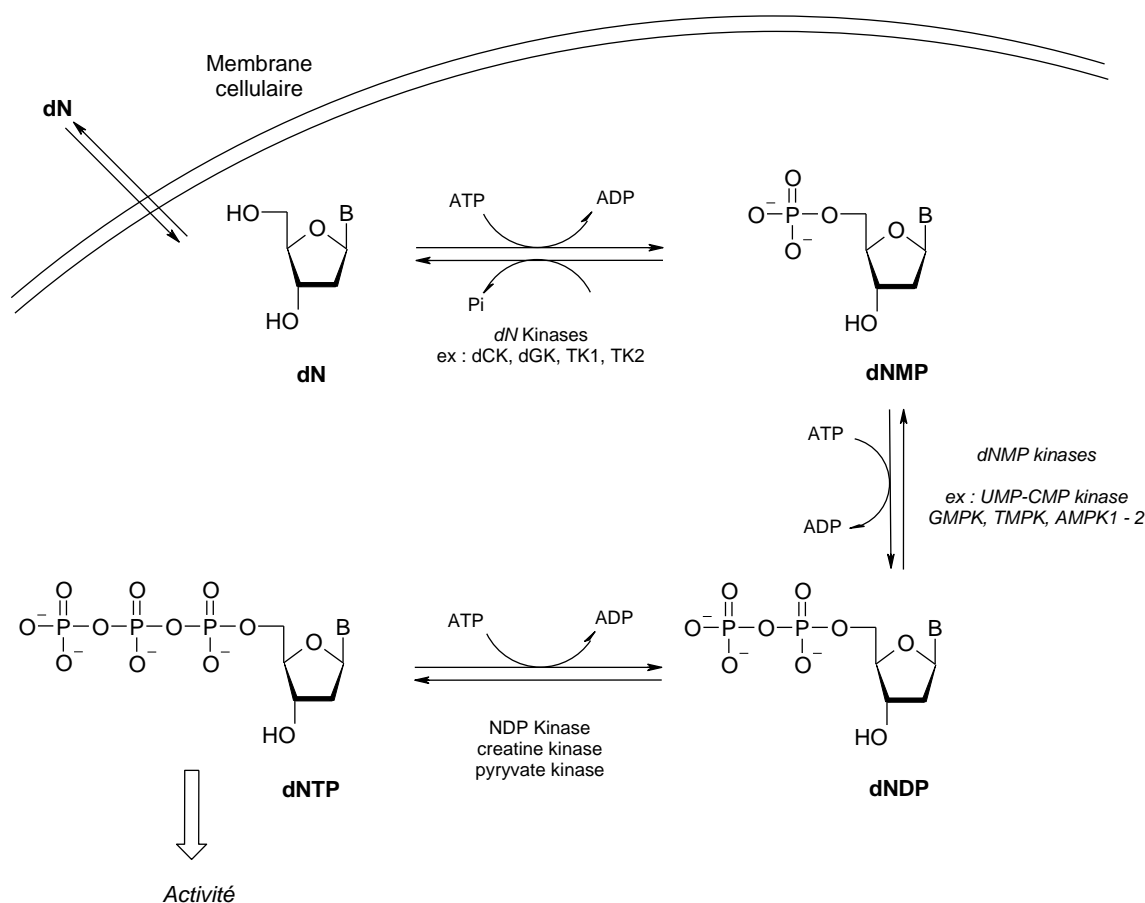 Membrane
cellulaire
dN
HO
O
B
HO
dN
ATP
ADP
Pi
dN Kinases
ex : dCK, dGK, TK1, TK2
O
−O−P−O
O−
O
B
HO
dNMP
ATP
ADP
dNMP kinases
ex : UMP-CMP kinase
GMPK, TMPK, AMPK1 - 2
O O O
−O−P−O−P−O−P−O
O− O− O−
O
B
HO
dNTP
ATP
ADP
NDP Kinase
creatine kinase
pyryvate kinase
O O
−O−P−O−P−O
O− O−
O
B
HO
dNDP
Activité